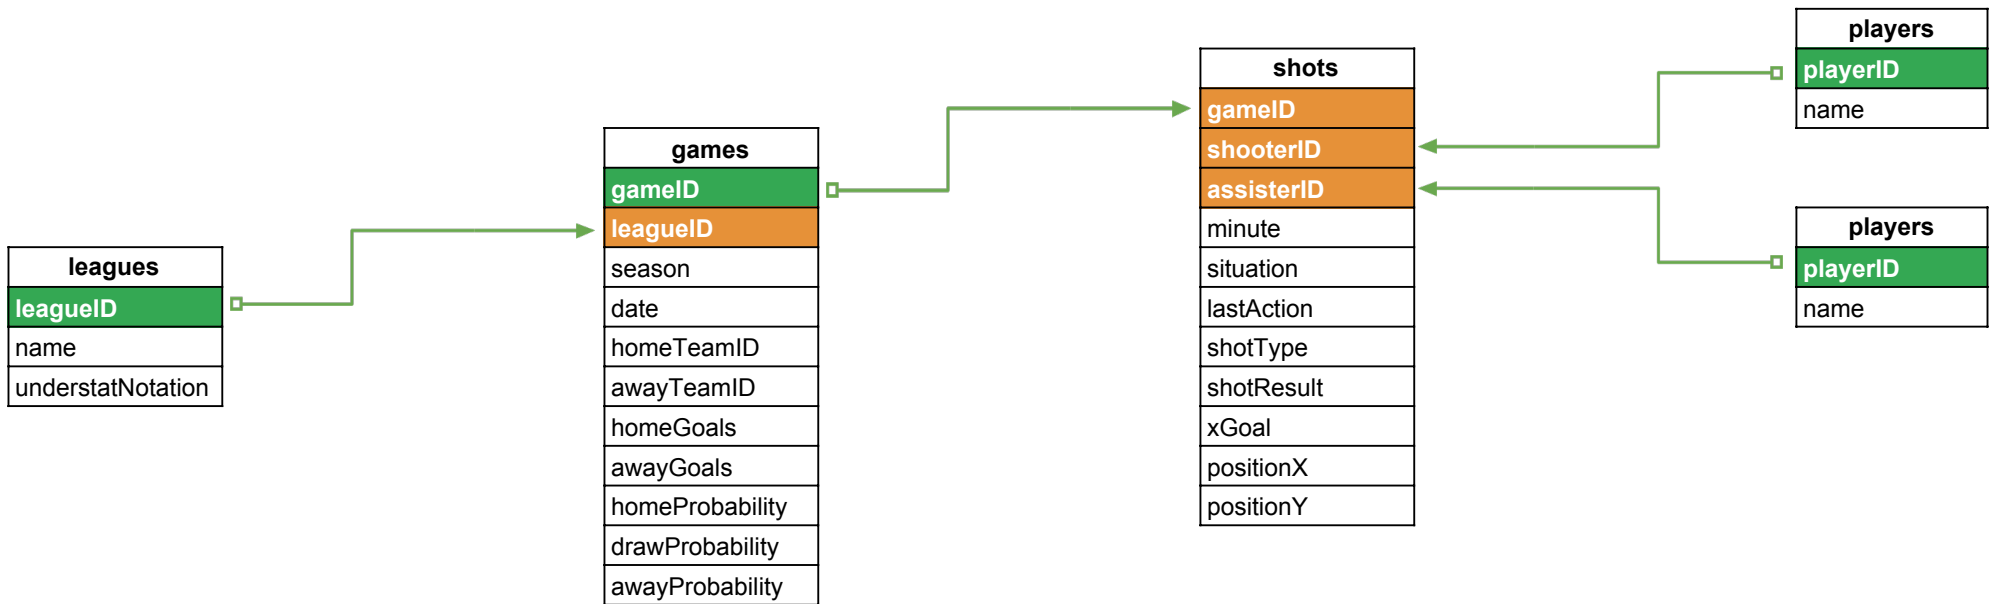 leagues
leagueID
name
understatNotation
games
gameID
leagueID
season
date
homeTeamID
awayTeamID
homeGoals
awayGoals
homeProbability
drawProbability
awayProbability
shots
gameID
shooterID
assisterID
minute
situation
lastAction
shotType
shotResult
xGoal
positionX
positionY
players
playerID
name
players
playerID
name